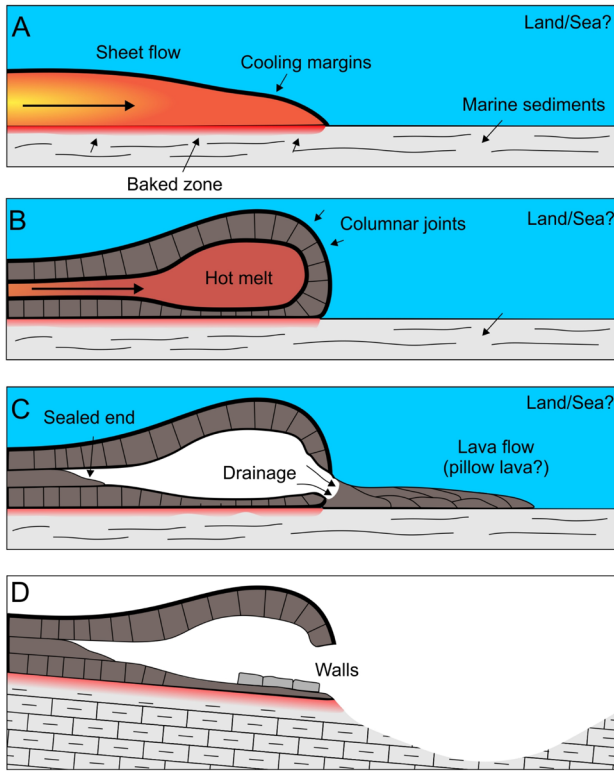 A
Land/Sea?
Sheet flow
Cooling margins
Marine sediments
Baked zone
B
Land/Sea?
Columnar joints
Hot melt
C
Land/Sea?
Sealed end
Lava flow
(pillow lava?)
Drainage
D
Walls